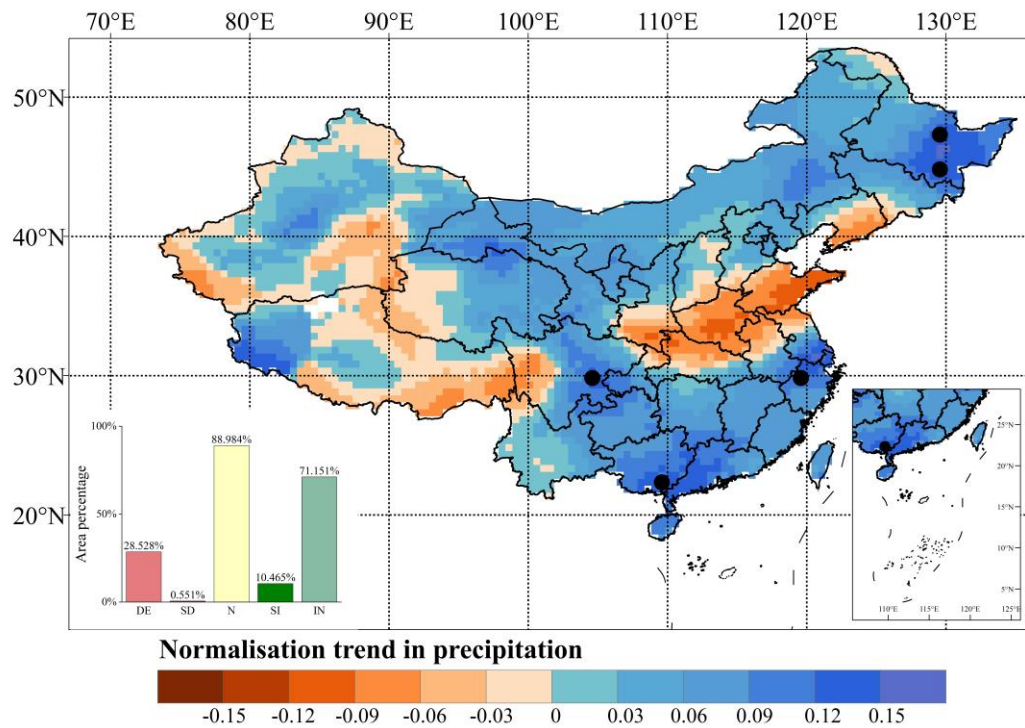 70°E 80°E 90°E 100°E 110°E 120°E 130°E
50°N
40°N
30°N
20°N
100%
50%
0%
Area percentage
28.528%
0.551%
88.984%
10.465%
71.151%
DE SD N SI IN
25°N
20°N
15°N
10°N
5°N
110°E 115°E 120°E 125°E
Normalisation trend in precipitation
-0.15 -0.12 -0.09 -0.06 -0.03 0 0.03 0.06 0.09 0.12 0.15